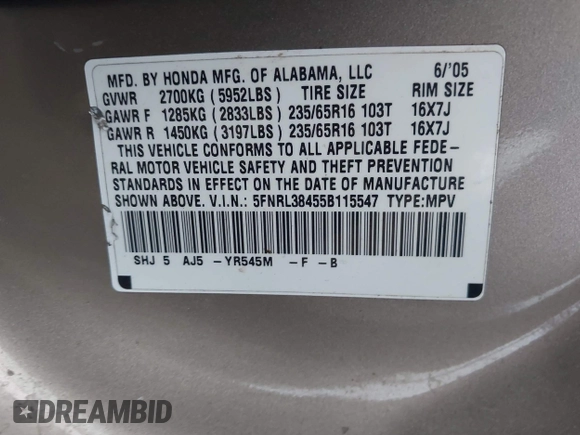 MFD. BY HONDA MFG. OF ALABAMA, LLC 6/'05
GVWR 2700KG (5952LBS) TIRE SIZE RIM SIZE
GAWR F 1285KG (2833LBS) 235/65R16 103T 16X7J
GAWR R 1450KG (3197LBS) 235/65R16 103T 16X7J
THIS VEHICLE CONFORMS TO ALL APPLICABLE FEDE-
RAL MOTOR VEHICLE SAFETY AND THEFT PREVENTION
STANDARDS IN EFFECT ON THE DATE OF MANUFACTURE
SHOWN ABOVE. V.I.N.: 5FNRL38455B115547 TYPE:MPV
SHJ 5 AJ5 -YR545M -F -B
DREAMBID